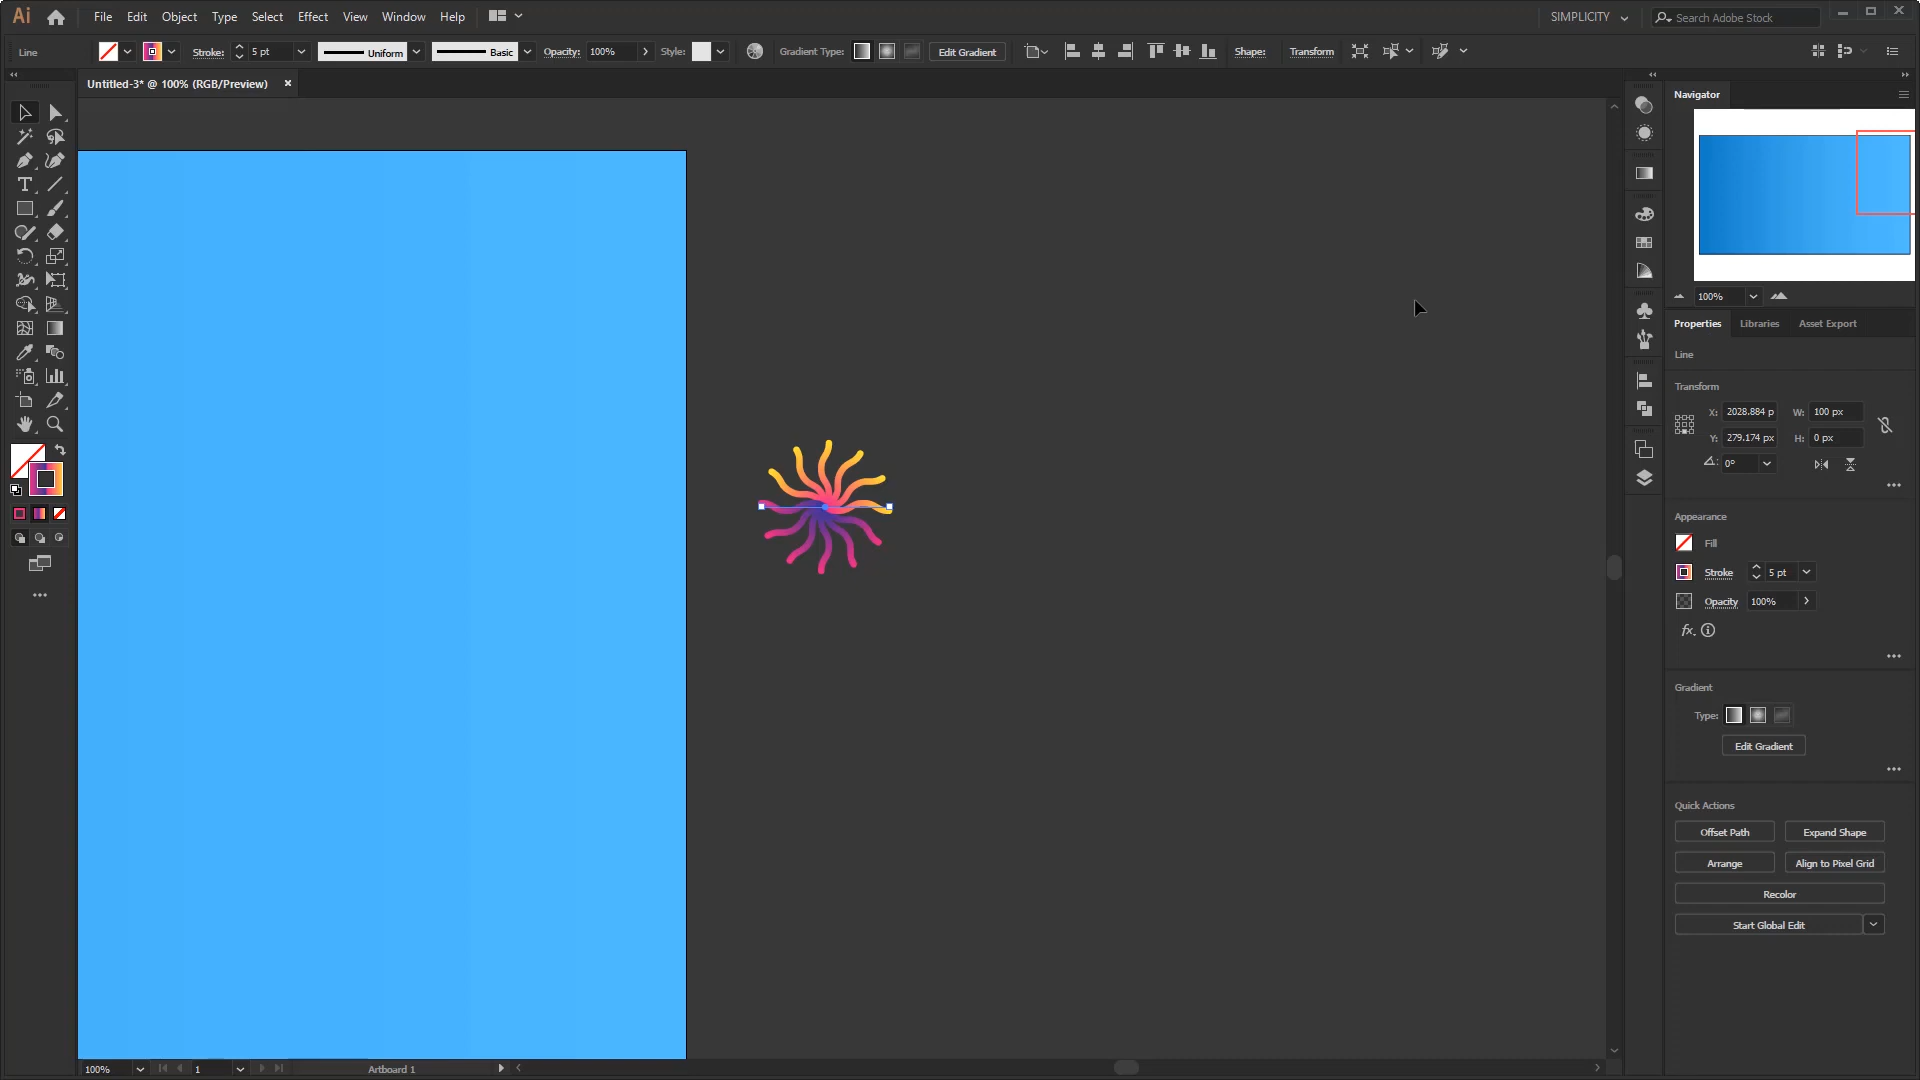 Ai File Edit Object Type Select Effect View Window Help SIMPLICITY Search Adobe Stock
Line Stroke: 5 pt Uniform Basic Opacity: 100% Style: Gradient Type: Edit Gradient Shape: Transform
Untitled-3* @ 100% (RGB/Preview)
Navigator
100%
Properties Libraries Asset Export
Line
Transform
X: 2028.884 p W: 100 px
Y: 279.174 px H: 0 px
0°
Appearance
Fill
Stroke 5 pt
Opacity 100%
fx
Gradient
Type:
Edit Gradient
Quick Actions
Offset Path Expand Shape
Arrange Align to Pixel Grid
Recolor
Start Global Edit
100% 1 Artboard 1